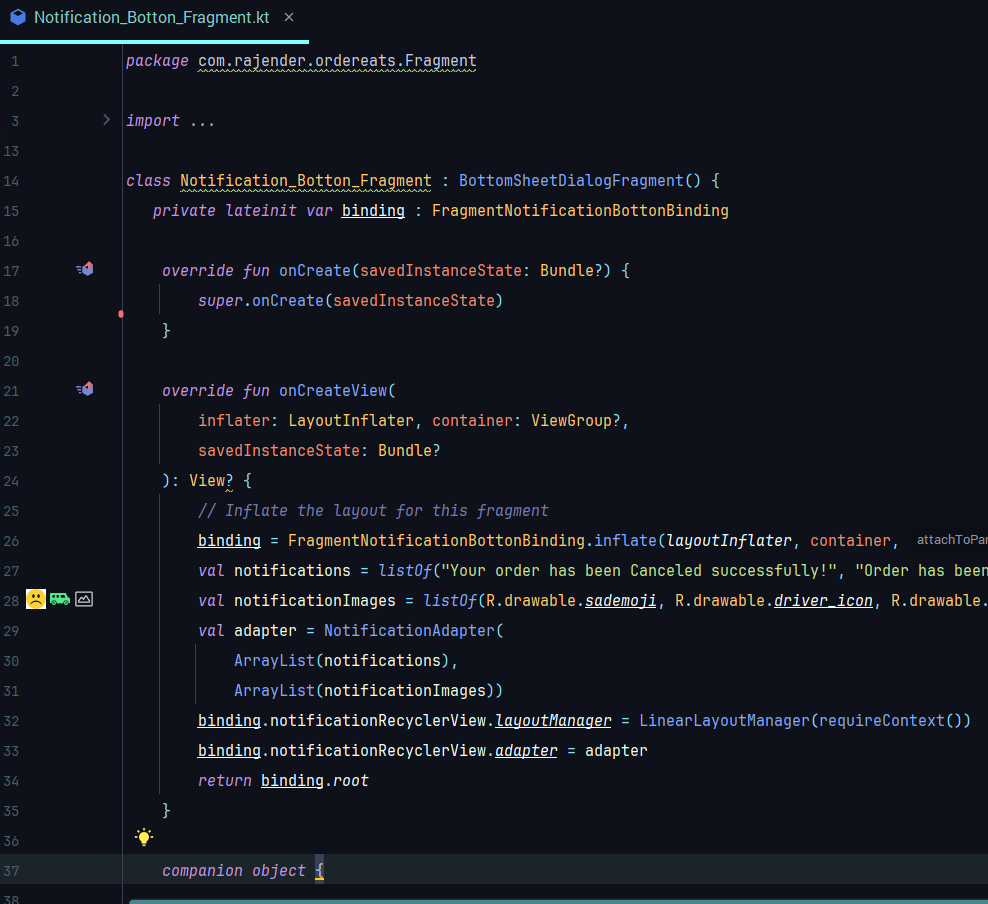 Notification_Botton_Fragment.kt ×
1 package com.rajender.ordereats.Fragment
2
3 import ...
13
14 class Notification_Botton_Fragment : BottomSheetDialogFragment() {
15 private lateinit var binding : FragmentNotificationBottonBinding
16
17 override fun onCreate(savedInstanceState: Bundle?) {
18 super.onCreate(savedInstanceState)
19 }
20
21 override fun onCreateView(
22 inflater: LayoutInflater, container: ViewGroup?,
23 savedInstanceState: Bundle?
24 ): View? {
25 // Inflate the layout for this fragment
26 binding = FragmentNotificationBottonBinding.inflate(layoutInflater, container, attachToPar
27 val notifications = listOf("Your order has been Canceled successfully!", "Order has been
28 val notificationImages = listOf(R.drawable.sademoji, R.drawable.driver_icon, R.drawable.
29 val adapter = NotificationAdapter(
30 ArrayList(notifications),
31 ArrayList(notificationImages))
32 binding.notificationRecyclerView.layoutManager = LinearLayoutManager(requireContext())
33 binding.notificationRecyclerView.adapter = adapter
34 return binding.root
35 }
36
37 companion object {
38